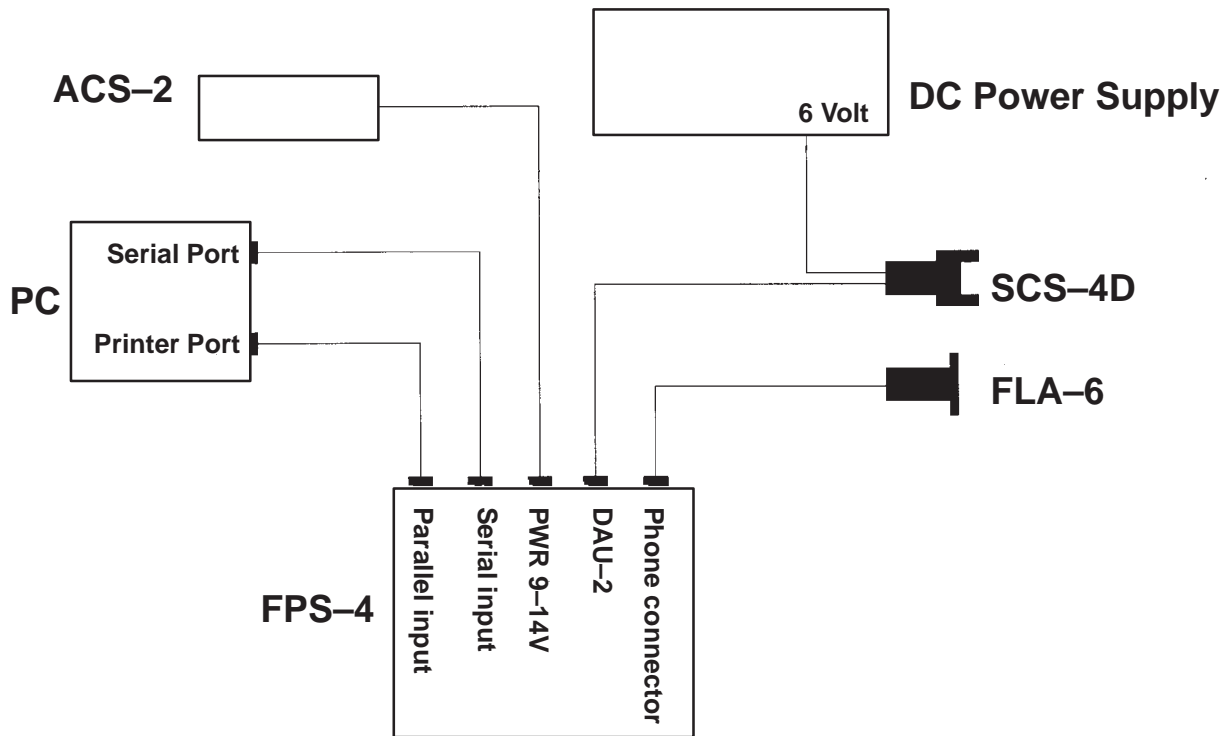 ACS–2
6 Volt
DC Power Supply
PC
Serial Port
Printer Port
SCS–4D
FLA–6
FPS–4
Parallel input
Serial input
PWR 9–14V
DAU–2
Phone connector